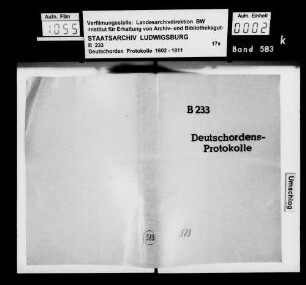 Aufn. Film
1055
Verfilmungsstelle: Landesarchivdirektion BW
-Institut für Erhaltung von Archiv- und Bibliotheksgut-
STAATSARCHIV LUDWIGSBURG
B 233 17x
Deutschorden Protokolle 1602 - 1811
Aufn. Einheit
0002
Band 583
k
B 233
Deutschordens-
Protokolle
583
583
Umschlag